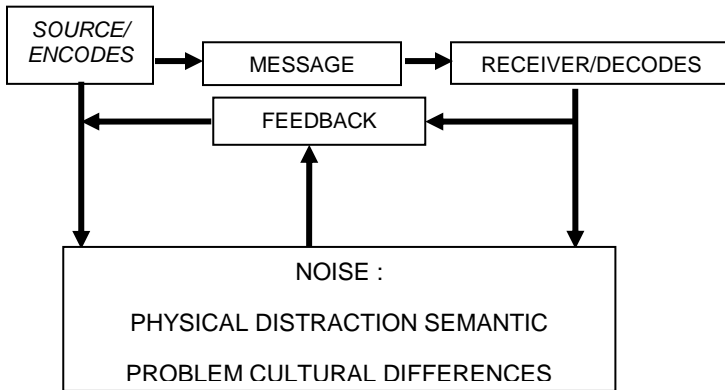 SOURCE/
ENCODES
MESSAGE
RECEIVER/DECODES
FEEDBACK
NOISE :
PHYSICAL DISTRACTION SEMANTIC
PROBLEM CULTURAL DIFFERENCES